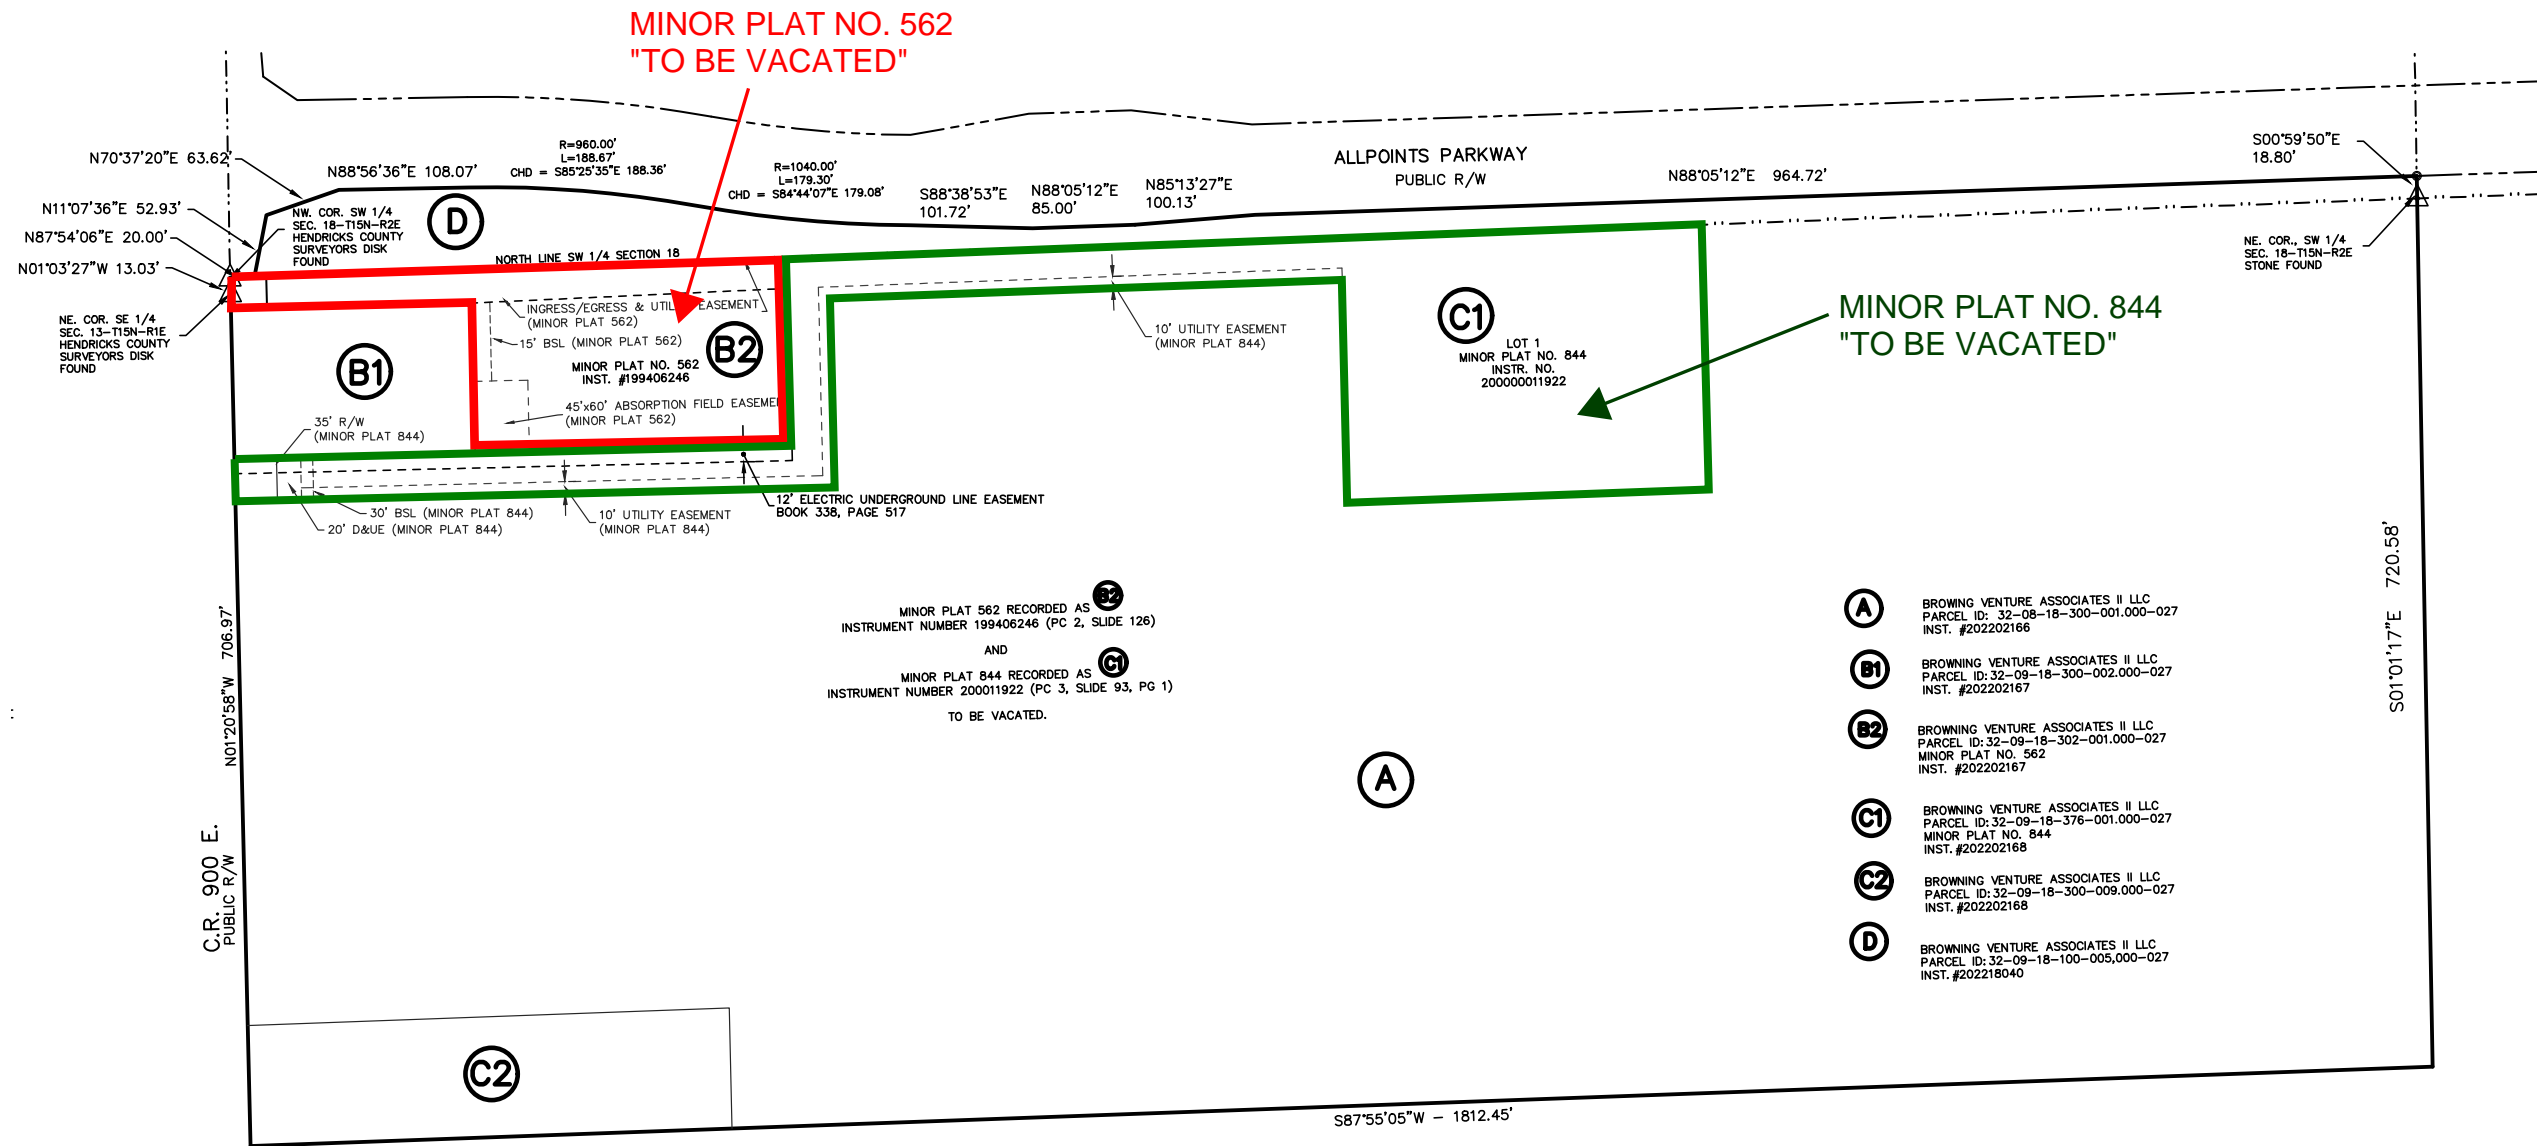 MINOR PLAT NO. 562
"TO BE VACATED"
N70°37'20"E 63.62'
N88°56'36"E 108.07'
R=960.00'
L=188.67'
CHD = S85°25'35"E 188.36'
R=1040.00'
L=179.30'
CHD = S84°44'07"E 179.08'
S88°38'53"E
101.72'
N88°05'12"E
85.00'
N85°13'27"E
100.13'
ALLPOINTS PARKWAY
PUBLIC R/W
N88°05'12"E 964.72'
S00°59'50"E
18.80'
N11°07'36"E 52.93'
N87°54'06"E 20.00'
N01°03'27"W 13.03'
NW. COR. SW 1/4
SEC. 18-T15N-R2E
HENDRICKS COUNTY
SURVEYORS DISK
FOUND
D
NORTH LINE SW 1/4 SECTION 18
NE. COR., SW 1/4
SEC. 18-T15N-R2E
STONE FOUND
NE. COR. SE 1/4
SEC. 13-T15N-R1E
HENDRICKS COUNTY
SURVEYORS DISK
FOUND
B1
INGRESS/EGRESS & UTIL EASEMENT
(MINOR PLAT 562)
15' BSL (MINOR PLAT 562)
MINOR PLAT NO. 562
INST. #199406246
B2
45'x60' ABSORPTION FIELD EASEME
(MINOR PLAT 562)
10' UTILITY EASEMENT
(MINOR PLAT 844)
C1
LOT 1
MINOR PLAT NO. 844
INSTR. NO.
200000011922
MINOR PLAT NO. 844
"TO BE VACATED"
35' R/W
(MINOR PLAT 844)
30' BSL (MINOR PLAT 844)
20' D&UE (MINOR PLAT 844)
10' UTILITY EASEMENT
(MINOR PLAT 844)
12' ELECTRIC UNDERGROUND LINE EASEMENT
BOOK 338, PAGE 517
N01°20'58"W 706.97'
C.R. 900 E.
PUBLIC R/W
MINOR PLAT 562 RECORDED AS B2
INSTRUMENT NUMBER 199406246 (PC 2, SLIDE 126)
AND
MINOR PLAT 844 RECORDED AS C1
INSTRUMENT NUMBER 200011922 (PC 3, SLIDE 93, PG 1)
TO BE VACATED.
A
S01°01'17"E 720.58'
A
BROWING VENTURE ASSOCIATES II LLC
PARCEL ID: 32-08-18-300-001.000-027
INST. #202202166
B1
BROWNING VENTURE ASSOCIATES II LLC
PARCEL ID: 32-09-18-300-002.000-027
INST. #202202167
B2
BROWNING VENTURE ASSOCIATES II LLC
PARCEL ID: 32-09-18-302-001.000-027
MINOR PLAT NO. 562
INST. #202202167
C1
BROWNING VENTURE ASSOCIATES II LLC
PARCEL ID: 32-09-18-376-001.000-027
MINOR PLAT NO. 844
INST. #202202168
C2
BROWNING VENTURE ASSOCIATES II LLC
PARCEL ID: 32-09-18-300-009.000-027
INST. #202202168
D
BROWNING VENTURE ASSOCIATES II LLC
PARCEL ID: 32-09-18-100-005,000-027
INST. #202218040
C2
S87°55'05"W - 1812.45'